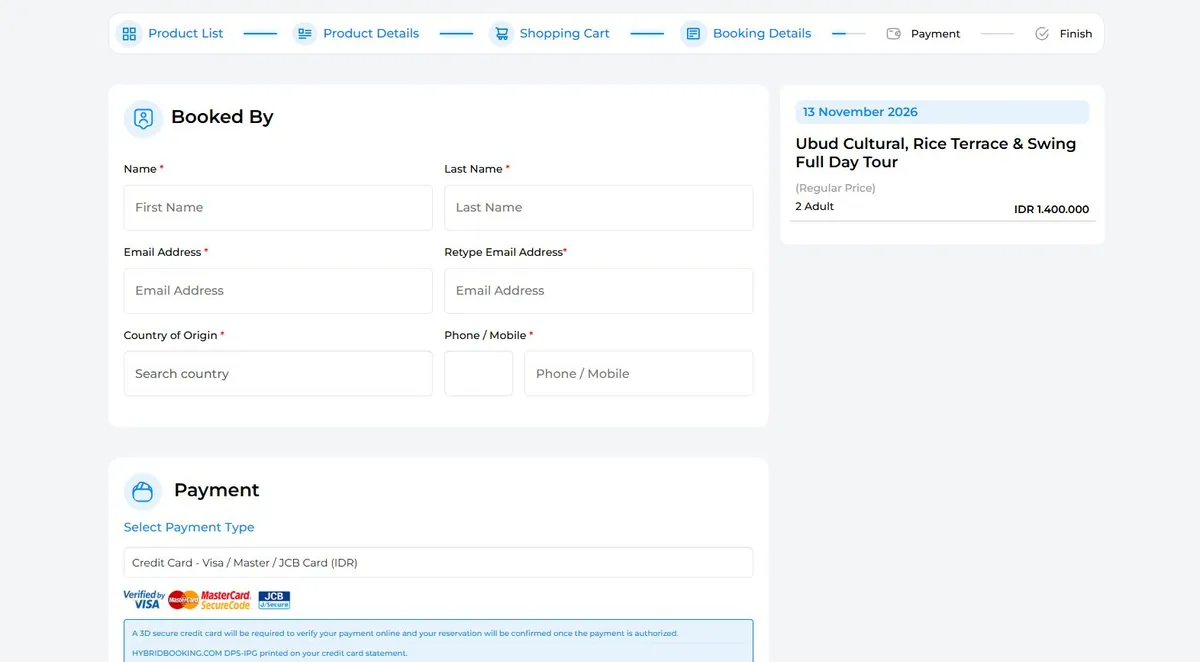 Product List
Product Details
Shopping Cart
Booking Details
Payment
Finish
Booked By
Name *
Last Name *
First Name
Last Name
Email Address *
Retype Email Address*
Email Address
Email Address
Country of Origin *
Phone / Mobile *
Search country
Phone / Mobile
13 November 2026
Ubud Cultural, Rice Terrace & Swing
Full Day Tour
(Regular Price)
2 Adult
IDR 1.400.000
Payment
Select Payment Type
Credit Card - Visa / Master / JCB Card (IDR)
Verified by
VISA
MasterCard
MasterCard.
SecureCode.
JCB
J/Secure
A 3D secure credit card will be required to verify your payment online and your reservation will be confirmed once the payment is authorized.
HYBRIDBOOKING.COM DPS-IPG printed on your credit card statement.